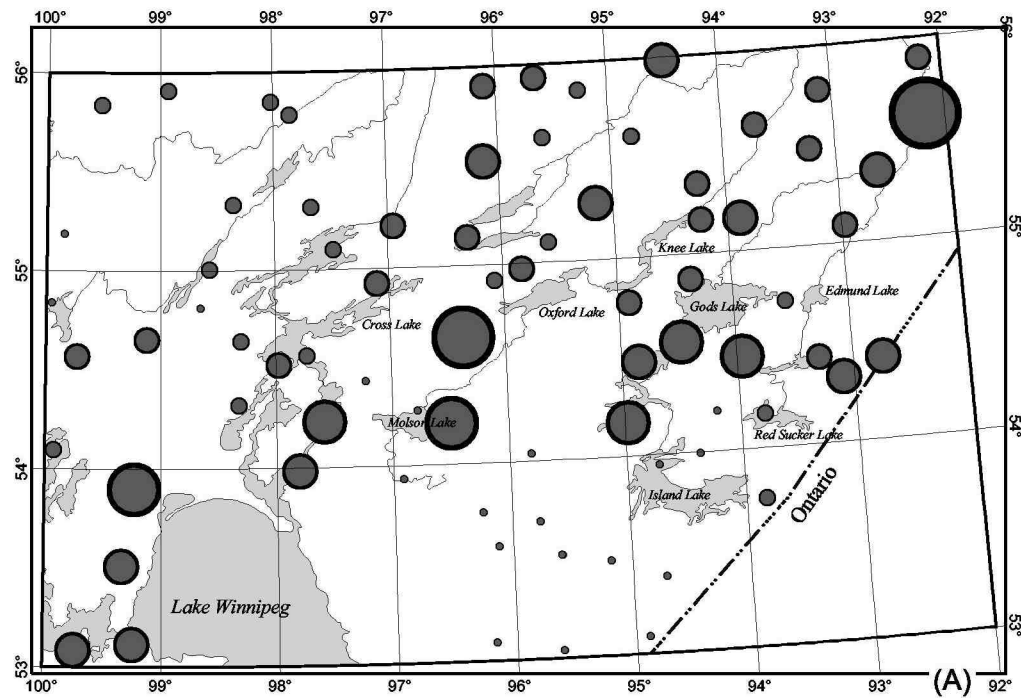 100° 99° 98° 97° 96° 95° 94° 93° 92°
56° 56°
Knee Lake
55° 55°
Edmund Lake
Gods Lake
Oxford Lake
Cross Lake
Molson Lake
Red Sucker Lake
54° 54°
Island Lake
Ontario
Lake Winnipeg
53° 53°
(A)
100° 99° 98° 97° 96° 95° 94° 93° 92°